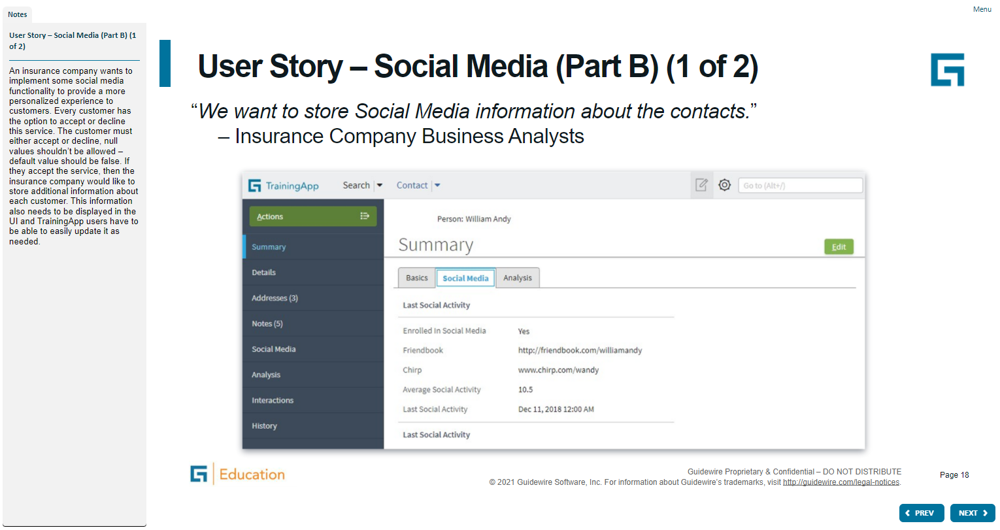 Notes
Menu
User Story – Social Media (Part B) (1
of 2)
An insurance company wants to
implement some social media
functionality to provide a more
personalized experience to
customers. Every customer has
the option to accept or decline
this service. The customer must
either accept or decline, null
values shouldn't be allowed –
default value should be false. If
they accept the service, then the
insurance company would like to
store additional information about
each customer. This information
also needs to be displayed in the
UI and TrainingApp users have to
be able to easily update it as
needed.
User Story – Social Media (Part B) (1 of 2)
“We want to store Social Media information about the contacts.”
– Insurance Company Business Analysts
TrainingApp Search Contact Go to (Alt+/)
Actions
Summary
Details
Addresses (3)
Notes (5)
Social Media
Analysis
Interactions
History
Person: William Andy
Summary Edit
Basics Social Media Analysis
Last Social Activity
Enrolled In Social Media Yes
Friendbook http://friendbook.com/williamandy
Chirp www.chirp.com/wandy
Average Social Activity 10.5
Last Social Activity Dec 11, 2018 12:00 AM
Last Social Activity
Education
Guidewire Proprietary & Confidential – DO NOT DISTRIBUTE
© 2021 Guidewire Software, Inc. For information about Guidewire's trademarks, visit http://guidewire.com/legal-notices.
Page 18
PREV NEXT